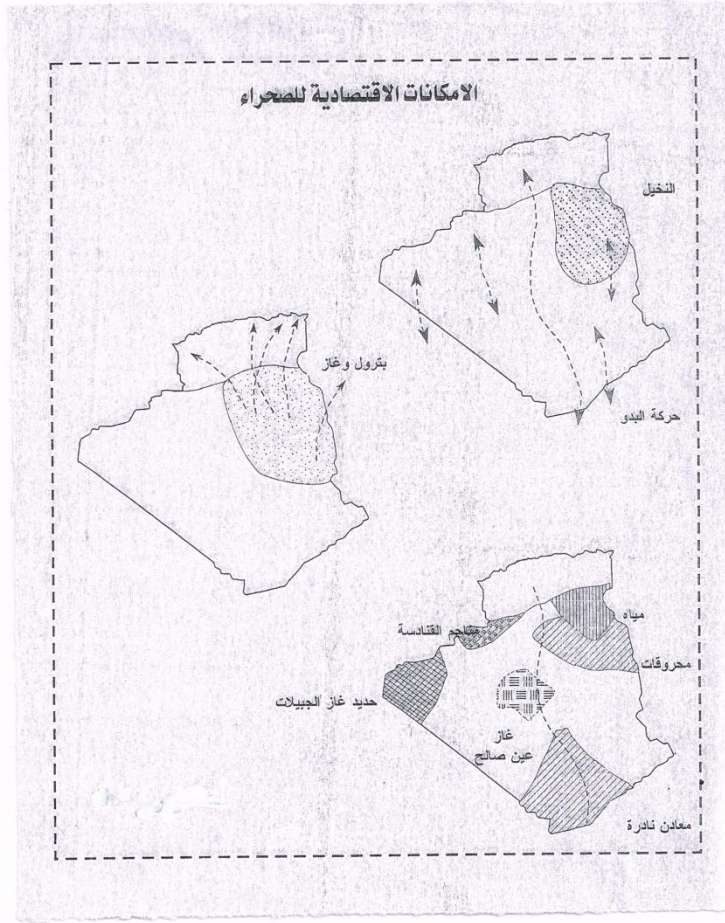 الامكانات الاقتصادية للصحراء
النخيل
حركة البدو
بترول وغاز
مياه
محروقات
مناجم القنادسة
حديد غاز الجبيلات
غاز
عين صالح
معادن نادرة